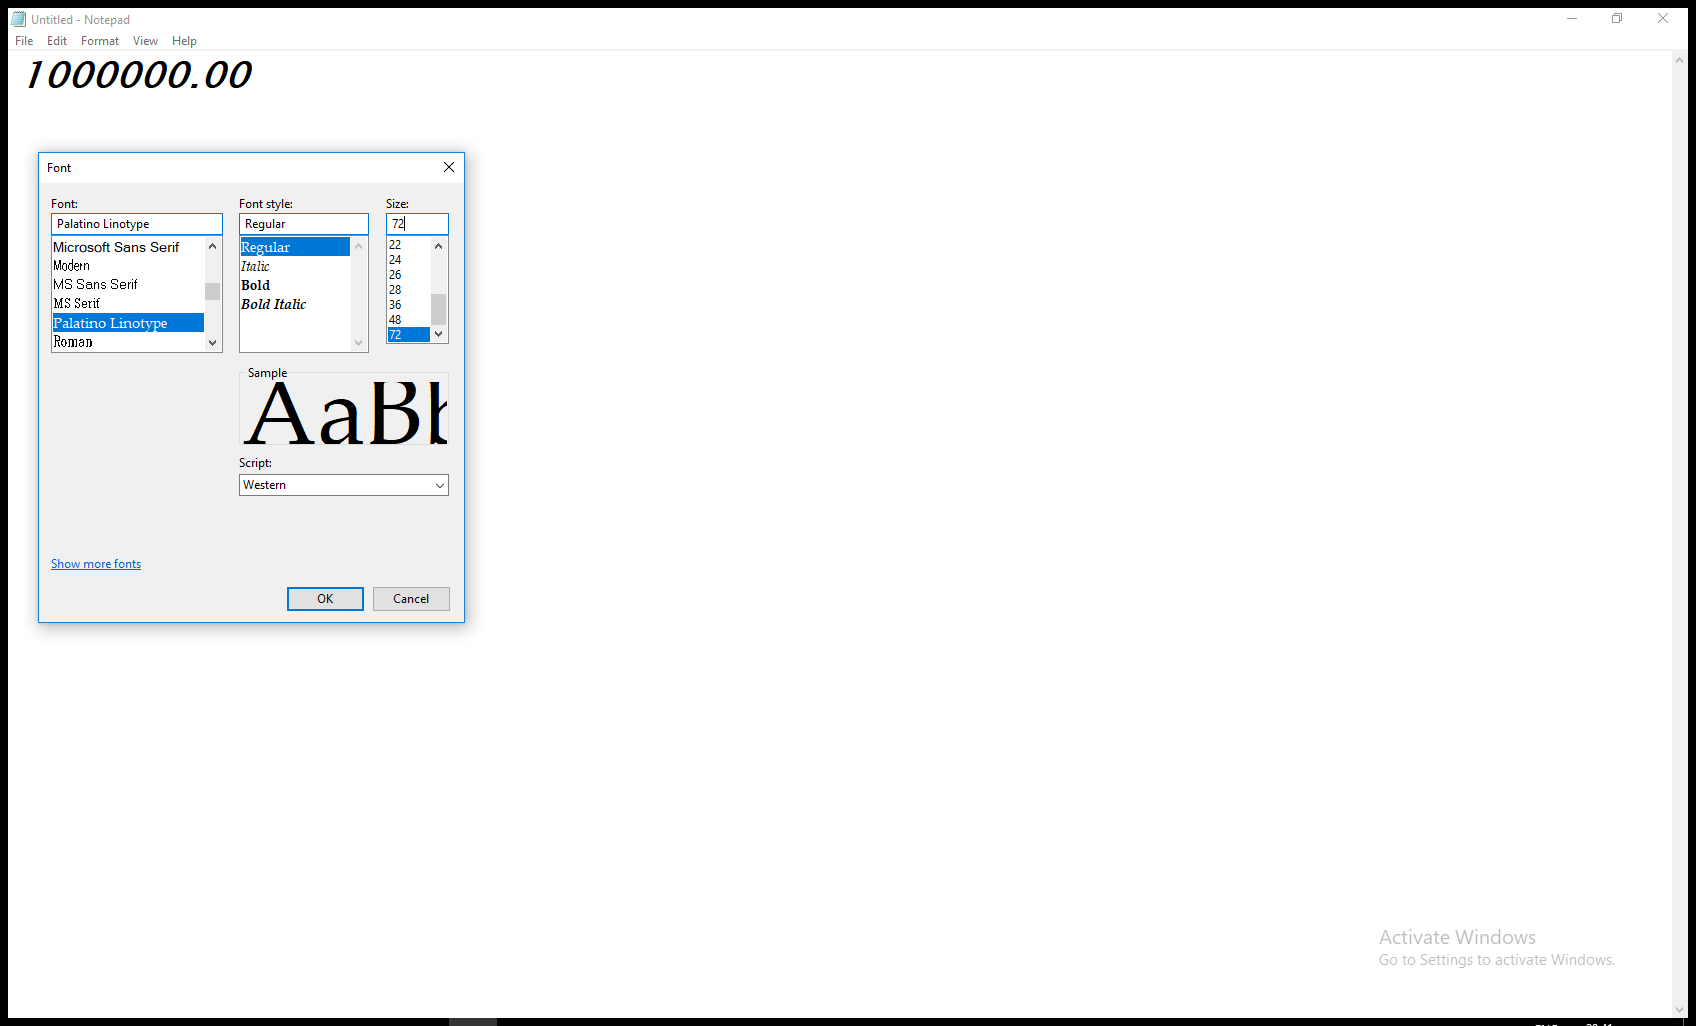 Untitled - Notepad
File Edit Format View Help
1000000.00
Font
Font: Font style: Size:
Palatino Linotype Regular 72
Microsoft Sans Serif Regular 22
Modern Italic 24
MS Sans Serif Bold 26
MS Serif Bold Italic 28
Palatino Linotype 36
Roman 48
72
Sample
AaBb
Script:
Western
Show more fonts
OK Cancel
Activate Windows
Go to Settings to activate Windows.